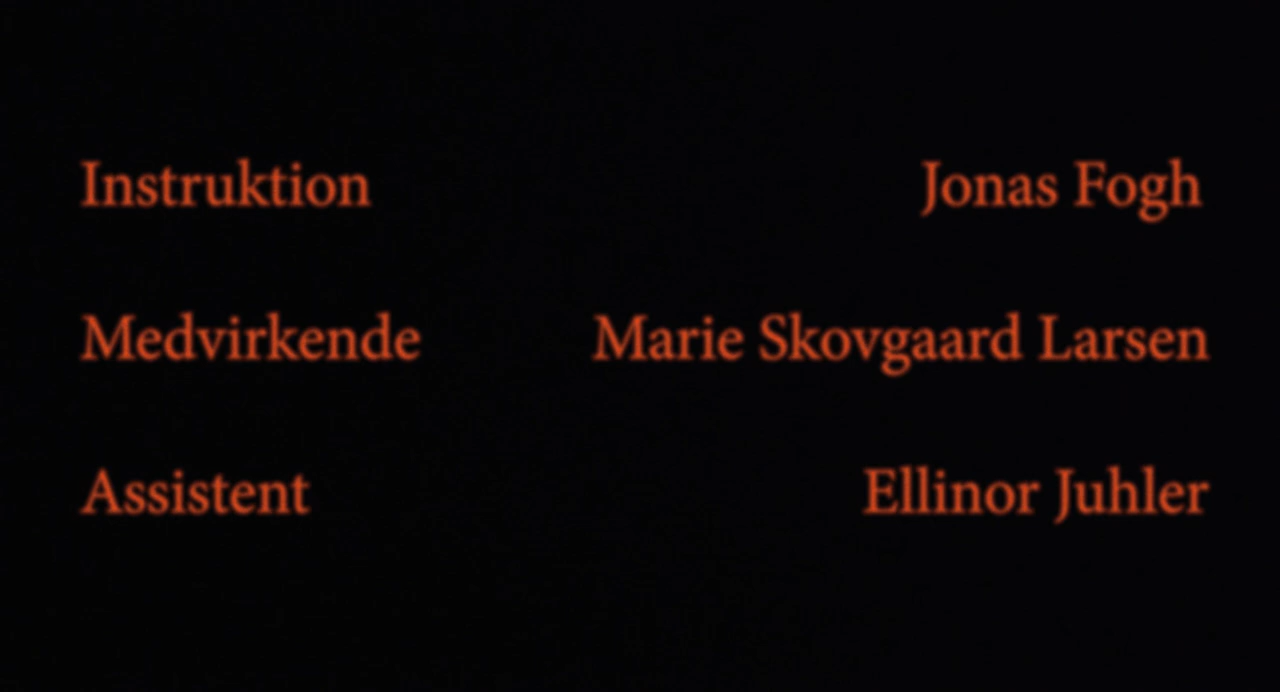 Instruktion Jonas Fogh
Medvirkende Marie Skovgaard Larsen
Assistent Ellinor Juhler